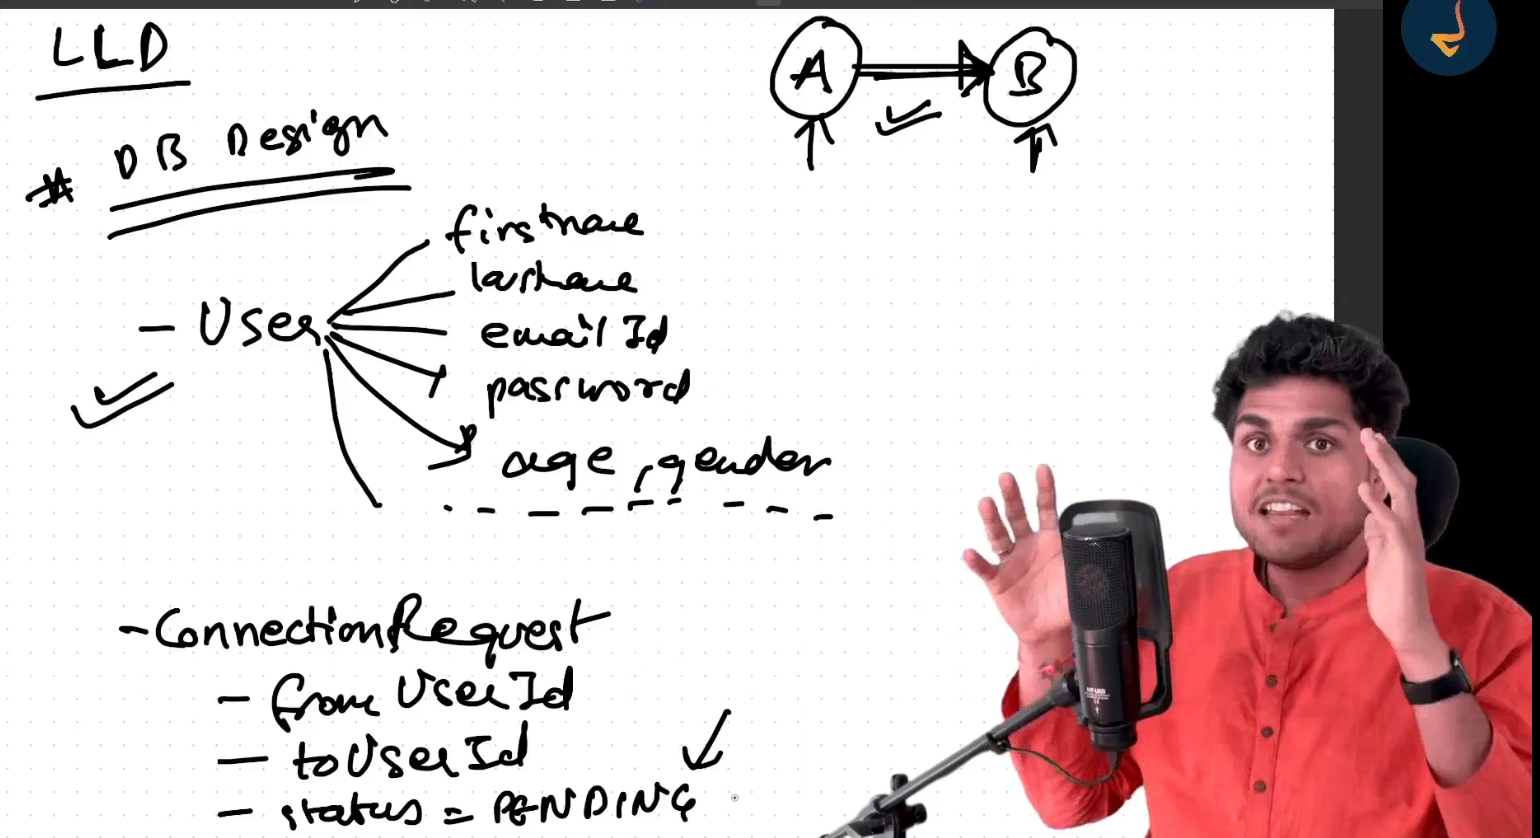 LLD
* DB Design
A
B
- User
firstname
lastname
emailId
password
age, gender
- ConnectionRequest
- fromUserId
- toUserId
- status = PENDING